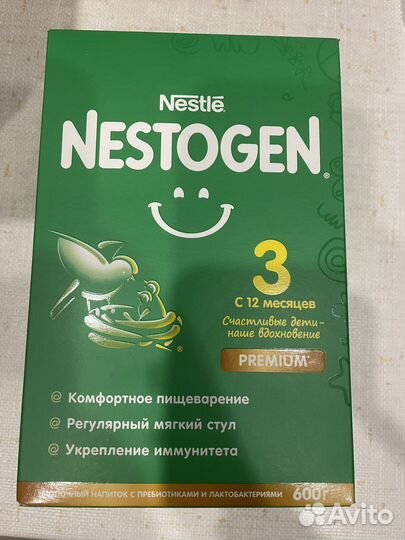 Nestlé
NESTOGEN®
3
С 12 месяцев
Счастливые дети-
наше вдохновение
PREMIUM
Комфортное пищеварение
Регулярный мягкий стул
Укрепление иммунитета
МОЛОЧНЫЙ НАПИТОК С ПРЕБИОТИКАМИ И ЛАКТОБАКТЕРИЯМИ 600г
Avito